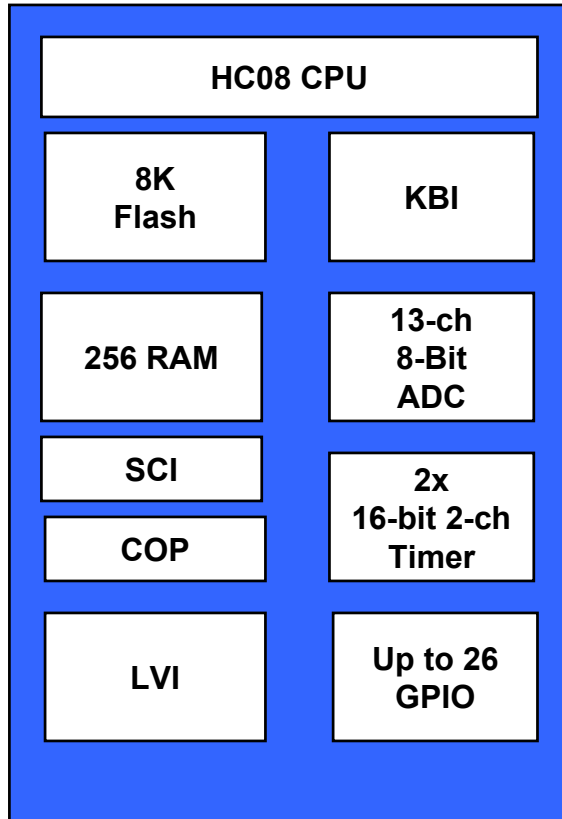 HC08 CPU
8K
Flash
KBI
256 RAM
13-ch
8-Bit
ADC
SCI
COP
2x
16-bit 2-ch
Timer
LVI
Up to 26
GPIO